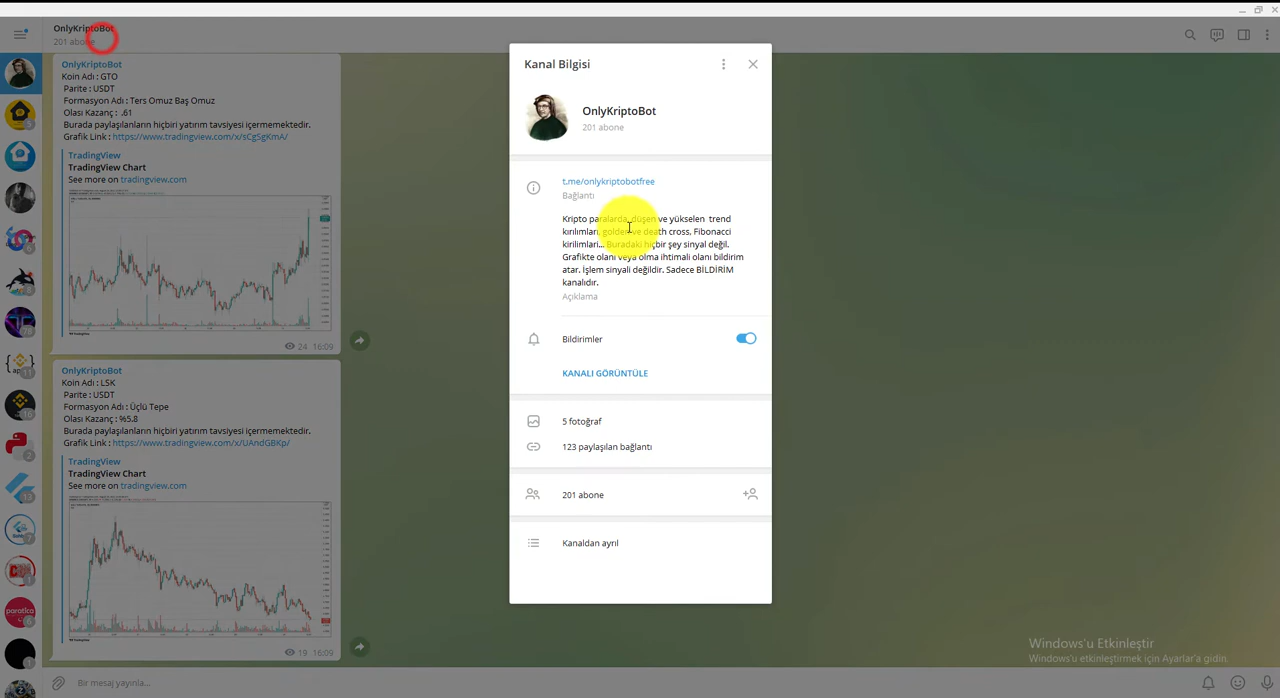 OnlyKriptoBot
201 abone
OnlyKriptoBot
Koin Adı : GTO
Parite : USDT
Formasyon Adı : Ters Omuz Baş Omuz
Olası Kazanç : .61
Burada paylaşılanların hiçbiri yatırım tavsiyesi içermemektedir.
Grafik Link : https://www.tradingview.com/x/sCgSgKmA/
TradingView
TradingView Chart
See more on tradingview.com
24 16:09
OnlyKriptoBot
Koin Adı : LSK
Parite : USDT
Formasyon Adı : Üçlü Tepe
Olası Kazanç : %5.8
Burada paylaşılanların hiçbiri yatırım tavsiyesi içermemektedir.
Grafik Link : https://www.tradingview.com/x/UAndGBKp/
TradingView
TradingView Chart
See more on tradingview.com
19 16:09
Bir mesaj yayınla...
Kanal Bilgisi
OnlyKriptoBot
201 abone
t.me/onlykriptobotfree
Bağlantı
Kripto paralarda, düşen ve yükselen trend
kırılımları, golden ve death cross, Fibonacci
kirilimlari... Buradaki hiçbir şey sinyal değil.
Grafikte olanı veya olma ihtimali olanı bildirim
atar. İşlem sinyali değildir. Sadece BİLDİRİM
kanalıdır.
Açıklama
Bildirimler
KANALI GÖRÜNTÜLE
5 fotoğraf
123 paylaşılan bağlantı
201 abone
Kanaldan ayrıl
Windows'u Etkinleştir
Windows'u etkinleştirmek için Ayarlar'a gidin.
paratica